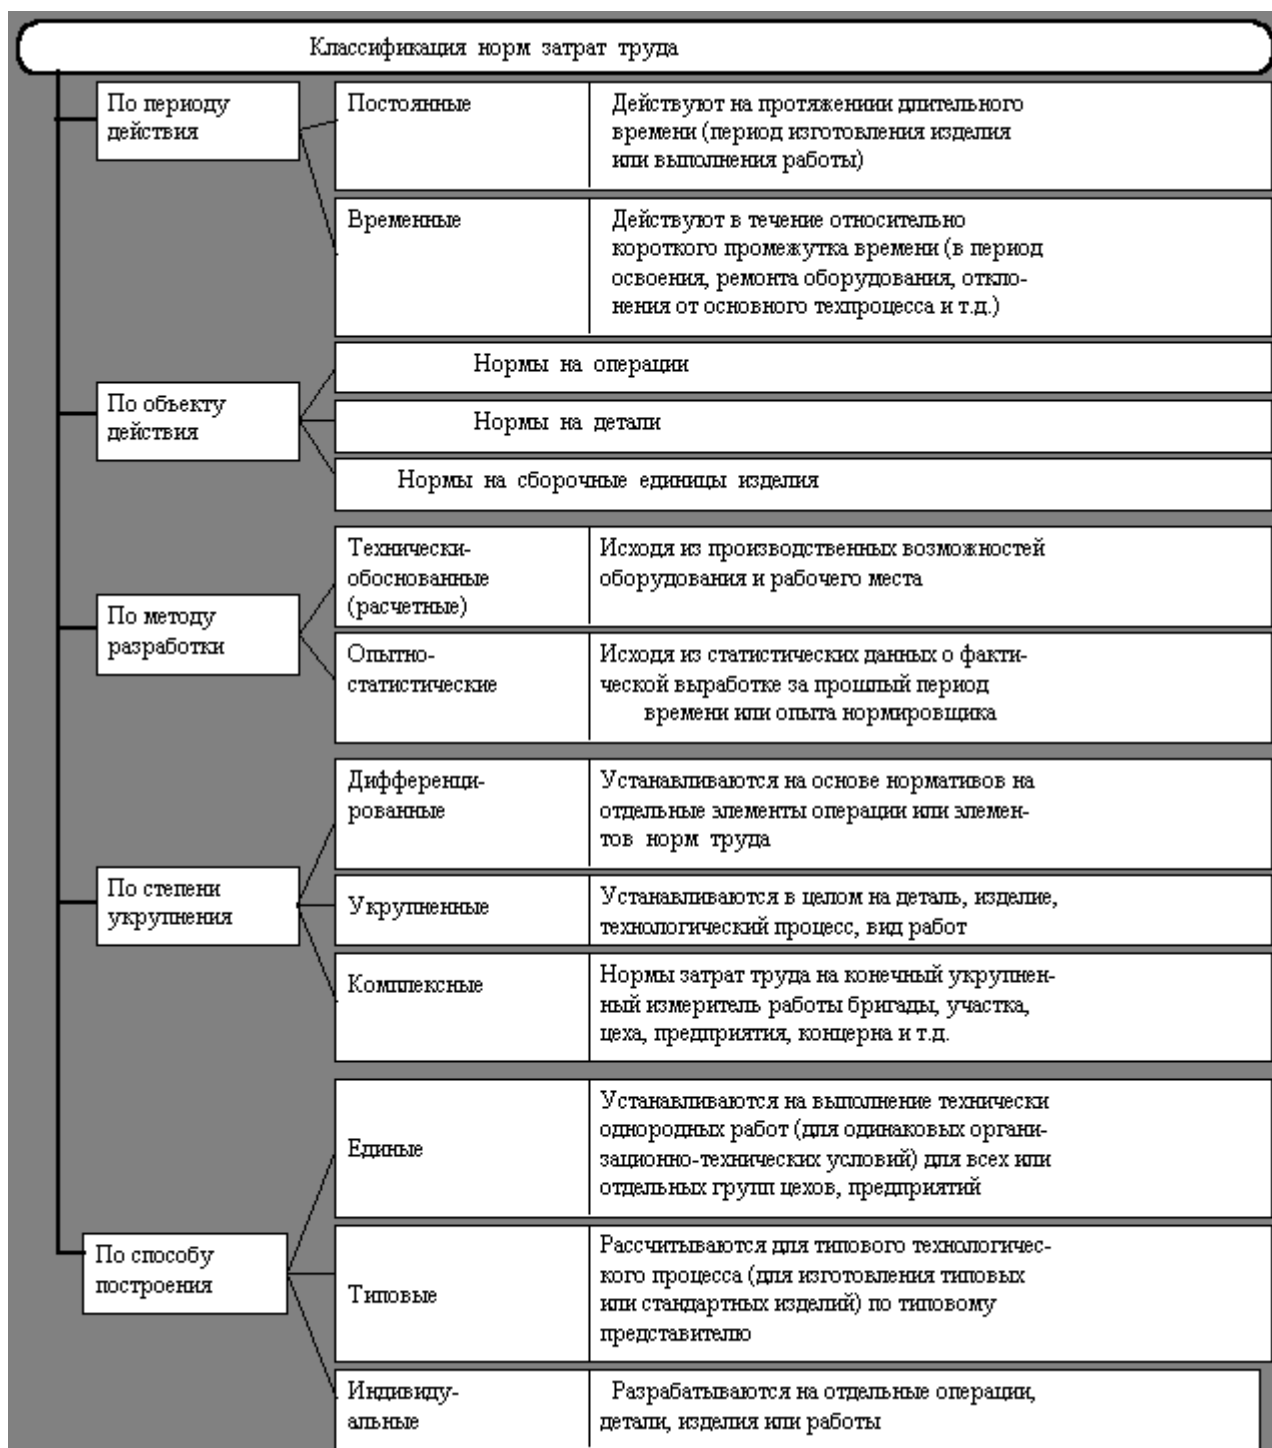 Классификация норм затрат труда
По периоду
действия
Постоянные
Действуют на протяжениии длительного
времени (период изготовления изделия
или выполнения работы)
Временные
Действуют в течение относительно
короткого промежутка времени (в период
освоения, ремонта оборудования, откло-
нения от основного техпроцесса и т.д.)
По объекту
действия
Нормы на операции
Нормы на детали
Нормы на сборочные единицы изделия
По методу
разработки
Технически-
обоснованные
(расчетные)
Исходя из производственных возможностей
оборудования и рабочего места
Опытно-
статистические
Исходя из статистических данных о факти-
ческой выработке за прошлый период
времени или опыта нормировщика
По степени
укрупнения
Дифференци-
рованные
Устанавливаются на основе нормативов на
отдельные элементы операции или элемен-
тов норм труда
Укрупненные
Устанавливаются в целом на деталь, изделие,
технологический процесс, вид работ
Комплексные
Нормы затрат труда на конечный укрупнен-
ный измеритель работы бригады, участка,
цеха, предприятия, концерна и т.д.
По способу
построения
Единые
Устанавливаются на выполнение технически
однородных работ (для одинаковых органи-
зационно-технических условий) для всех или
отдельных групп цехов, предприятий
Типовые
Рассчитываются для типового технологичес-
кого процесса (для изготовления типовых
или стандартных изделий) по типовому
представителю
Индивиду-
альные
Разрабатываются на отдельные операции,
детали, изделия или работы